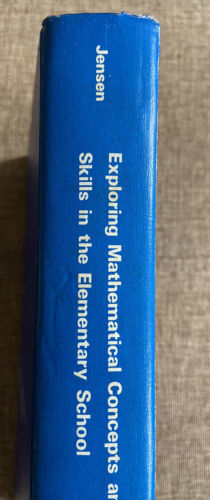 Jensen
Exploring Mathematical Concepts a
Skills in the Elementary School